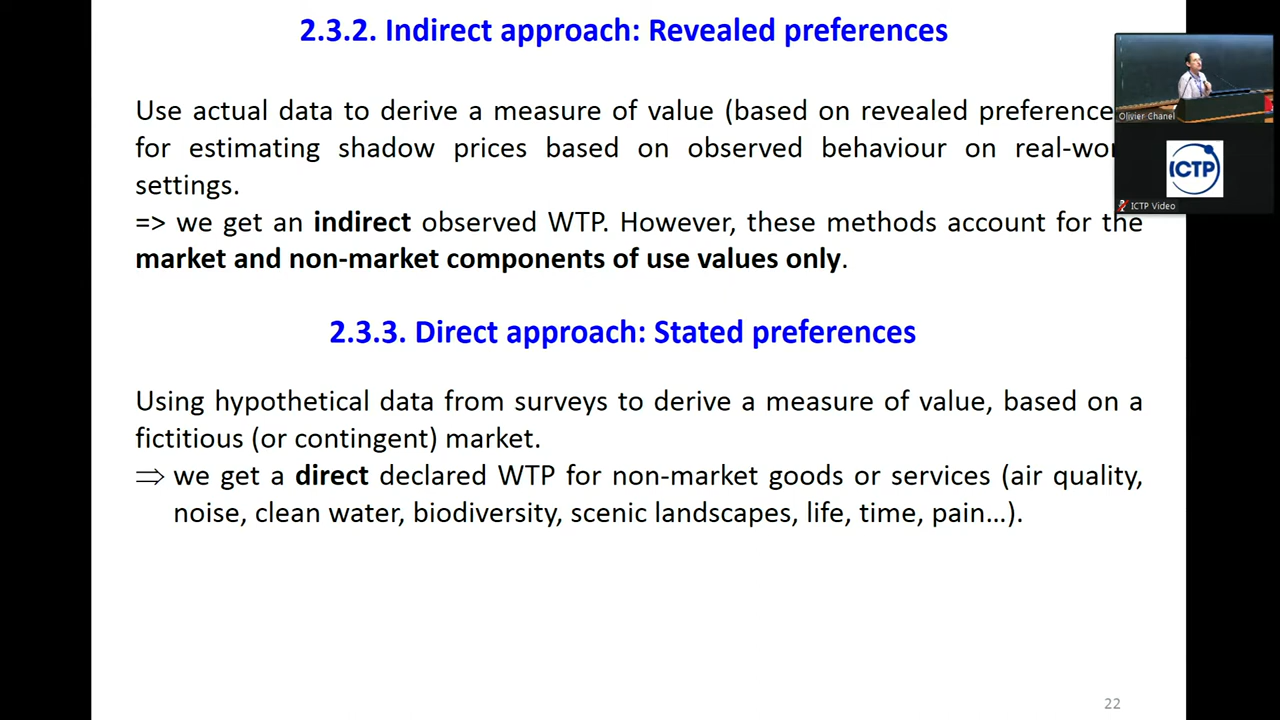 2.3.2. Indirect approach: Revealed preferences
Use actual data to derive a measure of value (based on revealed preference
for estimating shadow prices based on observed behaviour on
settings.
=> we get an indirect observed WTP. However, these methods account for the
market and non-market components of use values only.
2.3.3. Direct approach: Stated preferences
Using hypothetical data from surveys to derive a measure of value, based on a
fictitious (or contingent) market.
⇒ we get a direct declared WTP for non-market goods or services (air quality,
noise, clean water, biodiversity, scenic landscapes, life, time, pain...).
22
Olivier Chanel
ICTP
ICTP Video